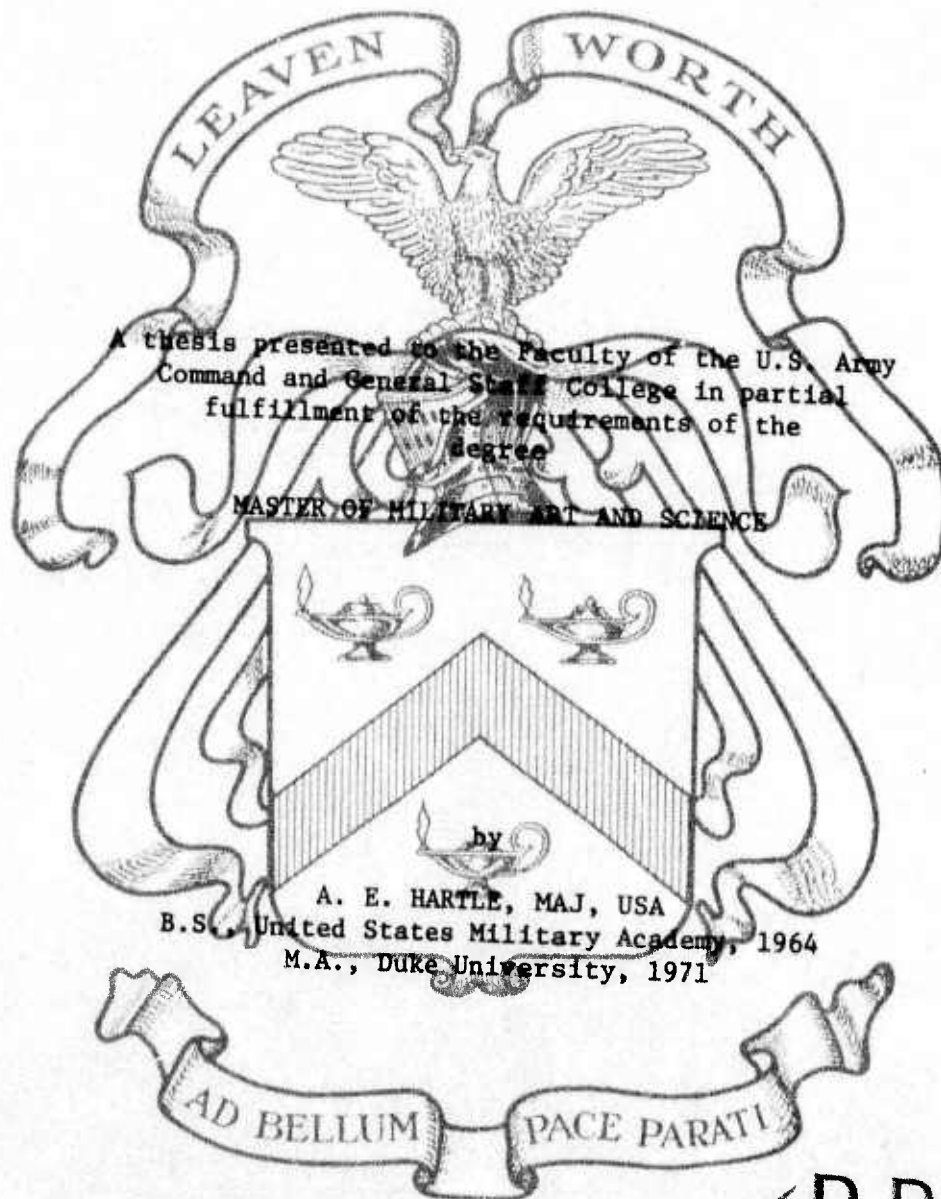 LEAVEN WORTH
A thesis presented to the Faculty of the U.S. Army
Command and General Staff College in partial
fulfillment of the requirements of the
degree
MASTER OF MILITARY ART AND SCIENCE
by
A. E. HARTLE, MAJ, USA
B.S., United States Military Academy, 1964
M.A., Duke University, 1971
AD BELLUM PACE PARATI